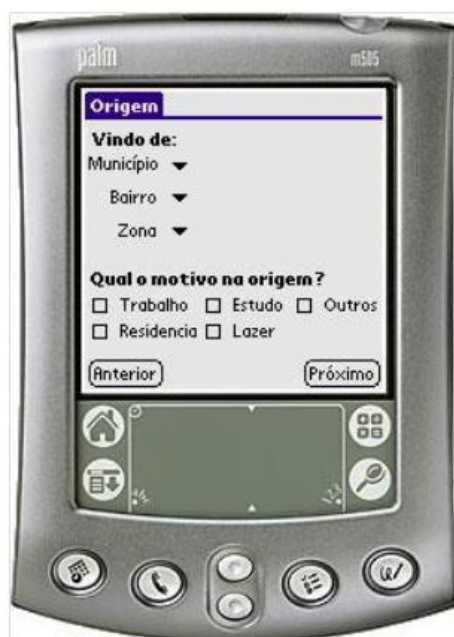 palm m505
Origem
Vindo de:
Município
Bairro
Zona
Qual o motivo na origem?
Trabalho Estudo Outros
Residencia Lazer
Anterior Próximo